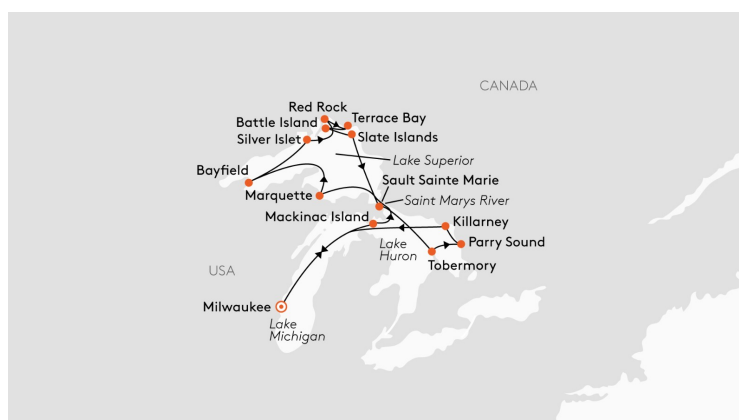 CANADA
Red Rock
Battle Island
Terrace Bay
Silver Islet
Slate Islands
Lake Superior
Bayfield
Sault Sainte Marie
Marquette
Saint Marys River
Mackinac Island
Killarney
Lake
Huron
Parry Sound
Tobermory
USA
Milwaukee
Lake
Michigan